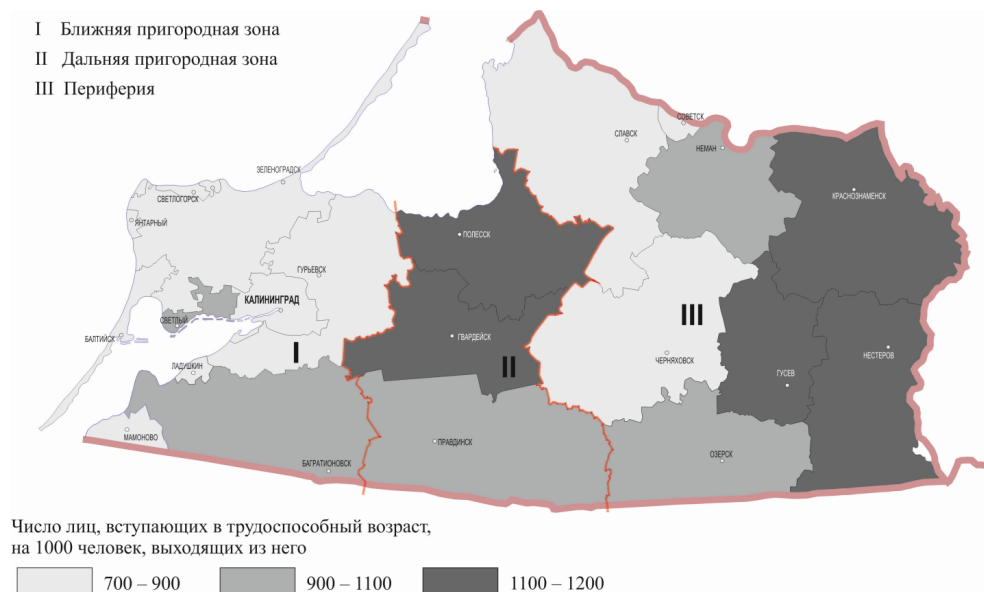 I Ближняя пригородная зона
II Дальняя пригородная зона
III Периферия
СОВЕТСК
СЛАВСК
НЕМАН
ЗЕЛЕНОГРАДСК
СВЕТЛОГОРСК
КРАСНОЗНАМЕНСК
ЯНТАРНЫЙ
ПОЛЕССК
ГУРЬЕВСК
КАЛИНИНГРАД
III
СВЕТЛЫЙ
БАЛТИЙСК
ГВАРДЕЙСК
I
НЕСТЕРОВ
ЧЕРНЯХОВСК
II
ЛАДУШКИН
ГУСЕВ
МАМОНОВО
ПРАВДИНСК
ОЗЕРСК
БАГРАТИОНОВСК
Число лиц, вступающих в трудоспособный возраст,
на 1000 человек, выходящих из него
700 – 900 900 – 1100 1100 – 1200